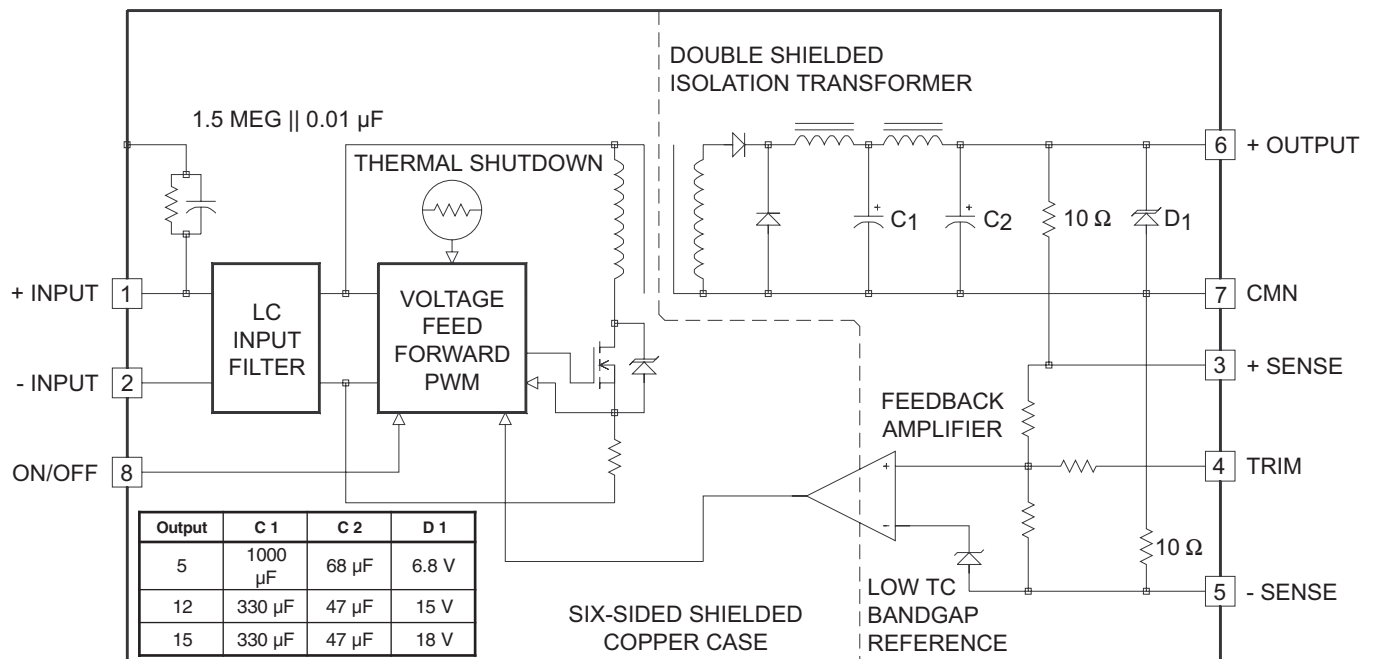 DOUBLE SHIELDED
ISOLATION TRANSFORMER
1.5 MEG || 0.01 µF
THERMAL SHUTDOWN
6 + OUTPUT
C1
C2
10 Ω
D1
+ INPUT 1
LC
INPUT
FILTER
VOLTAGE
FEED
FORWARD
PWM
7 CMN
- INPUT 2
3 + SENSE
FEEDBACK
AMPLIFIER
ON/OFF 8
4 TRIM
+
-
+
+
10 Ω
5 - SENSE
LOW TC
BANDGAP
REFERENCE
SIX-SIDED SHIELDED
COPPER CASE
Output C 1 C 2 D 1
5 1000 µF 68 µF 6.8 V
12 330 µF 47 µF 15 V
15 330 µF 47 µF 18 V